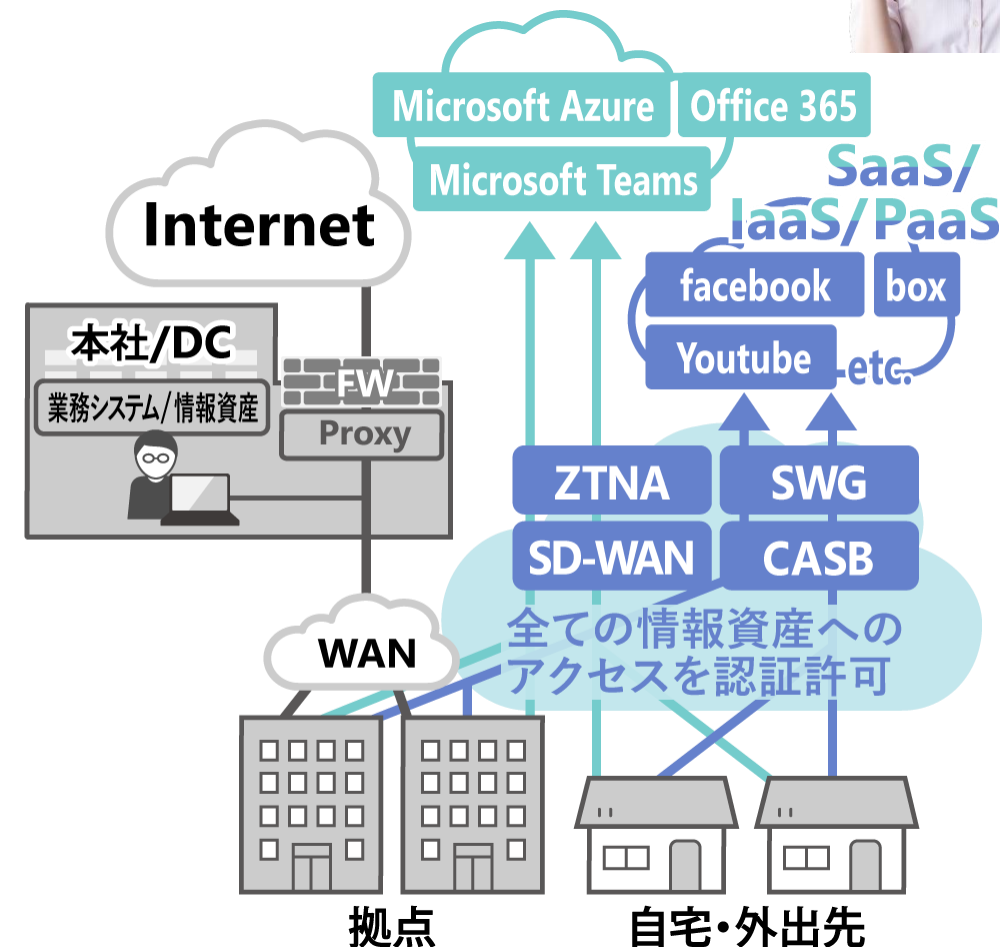 Microsoft Azure
Office 365
Microsoft Teams
SaaS/
IaaS/PaaS
Internet
facebook
box
Youtube
etc.
本社/DC
業務システム/情報資産
FW
Proxy
ZTNA
SWG
SD-WAN
CASB
全ての情報資産への
アクセスを認証許可
WAN
拠点
自宅・外出先